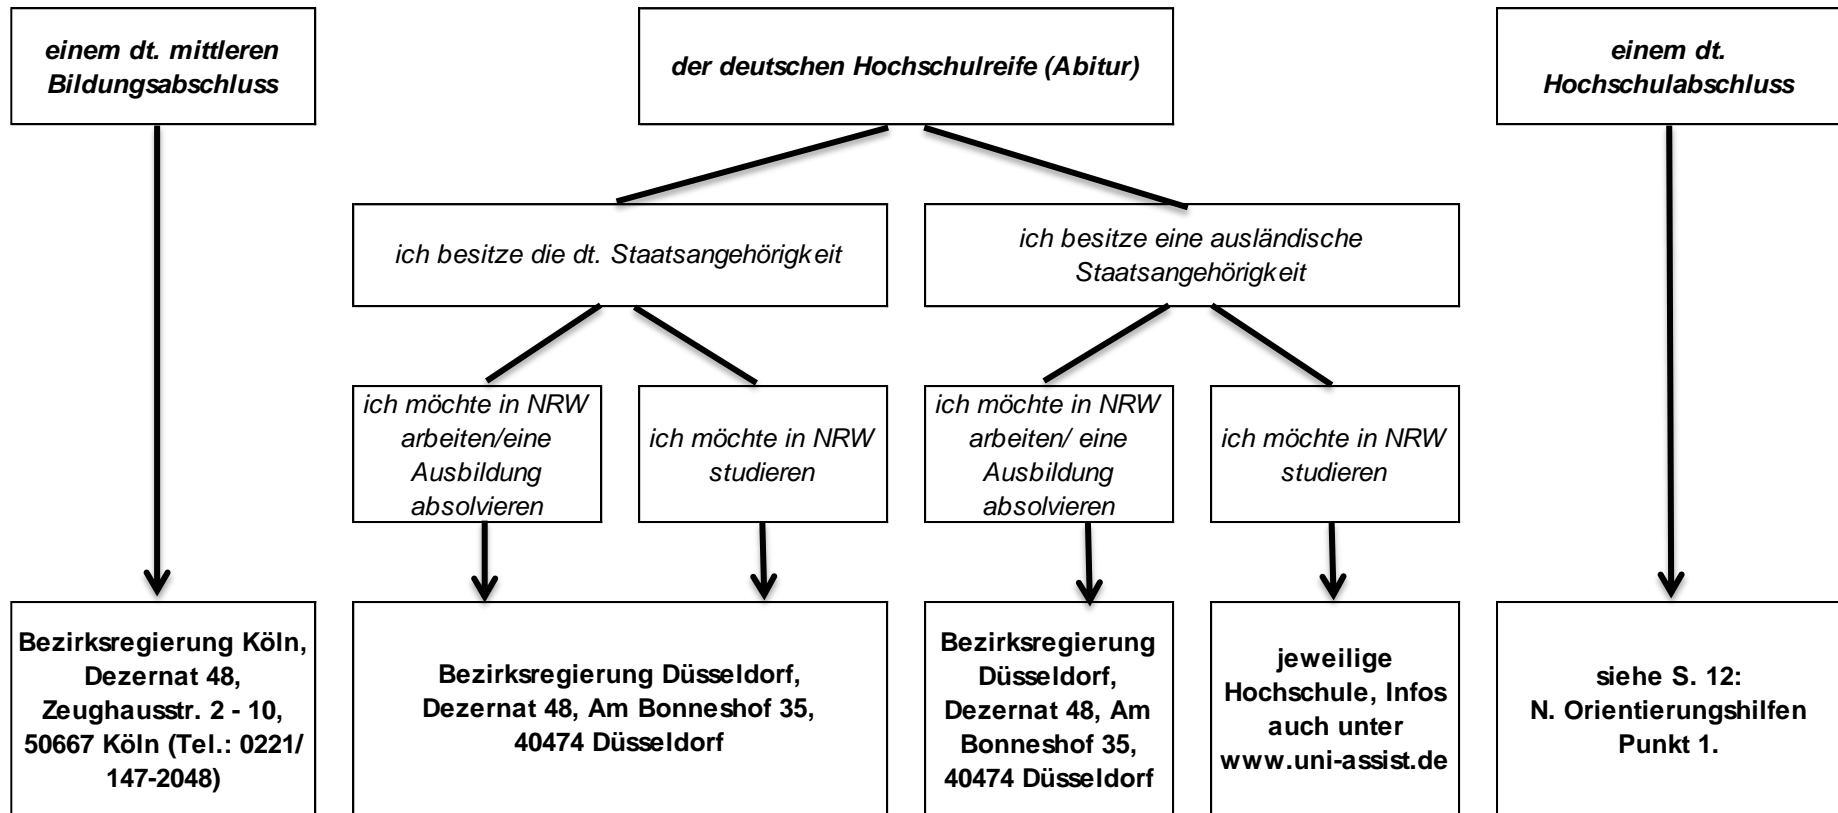 einem dt. mittleren
Bildungsabschluss
der deutschen Hochschulreife (Abitur)
einem dt.
Hochschulabschluss
ich besitze die dt. Staatsangehörigkeit
ich besitze eine ausländische
Staatsangehörigkeit
ich möchte in NRW
arbeiten/eine
Ausbildung
absolvieren
ich möchte in NRW
studieren
ich möchte in NRW
arbeiten/ eine
Ausbildung
absolvieren
ich möchte in NRW
studieren
Bezirksregierung Köln,
Dezernat 48,
Zeughausstr. 2 - 10,
50667 Köln (Tel.: 0221/
147-2048)
Bezirksregierung Düsseldorf,
Dezernat 48, Am Bonneshof 35,
40474 Düsseldorf
Bezirksregierung
Düsseldorf,
Dezernat 48, Am
Bonneshof 35,
40474 Düsseldorf
jeweilige
Hochschule, Infos
auch unter
www.uni-assist.de
siehe S. 12:
N. Orientierungshilfen
Punkt 1.